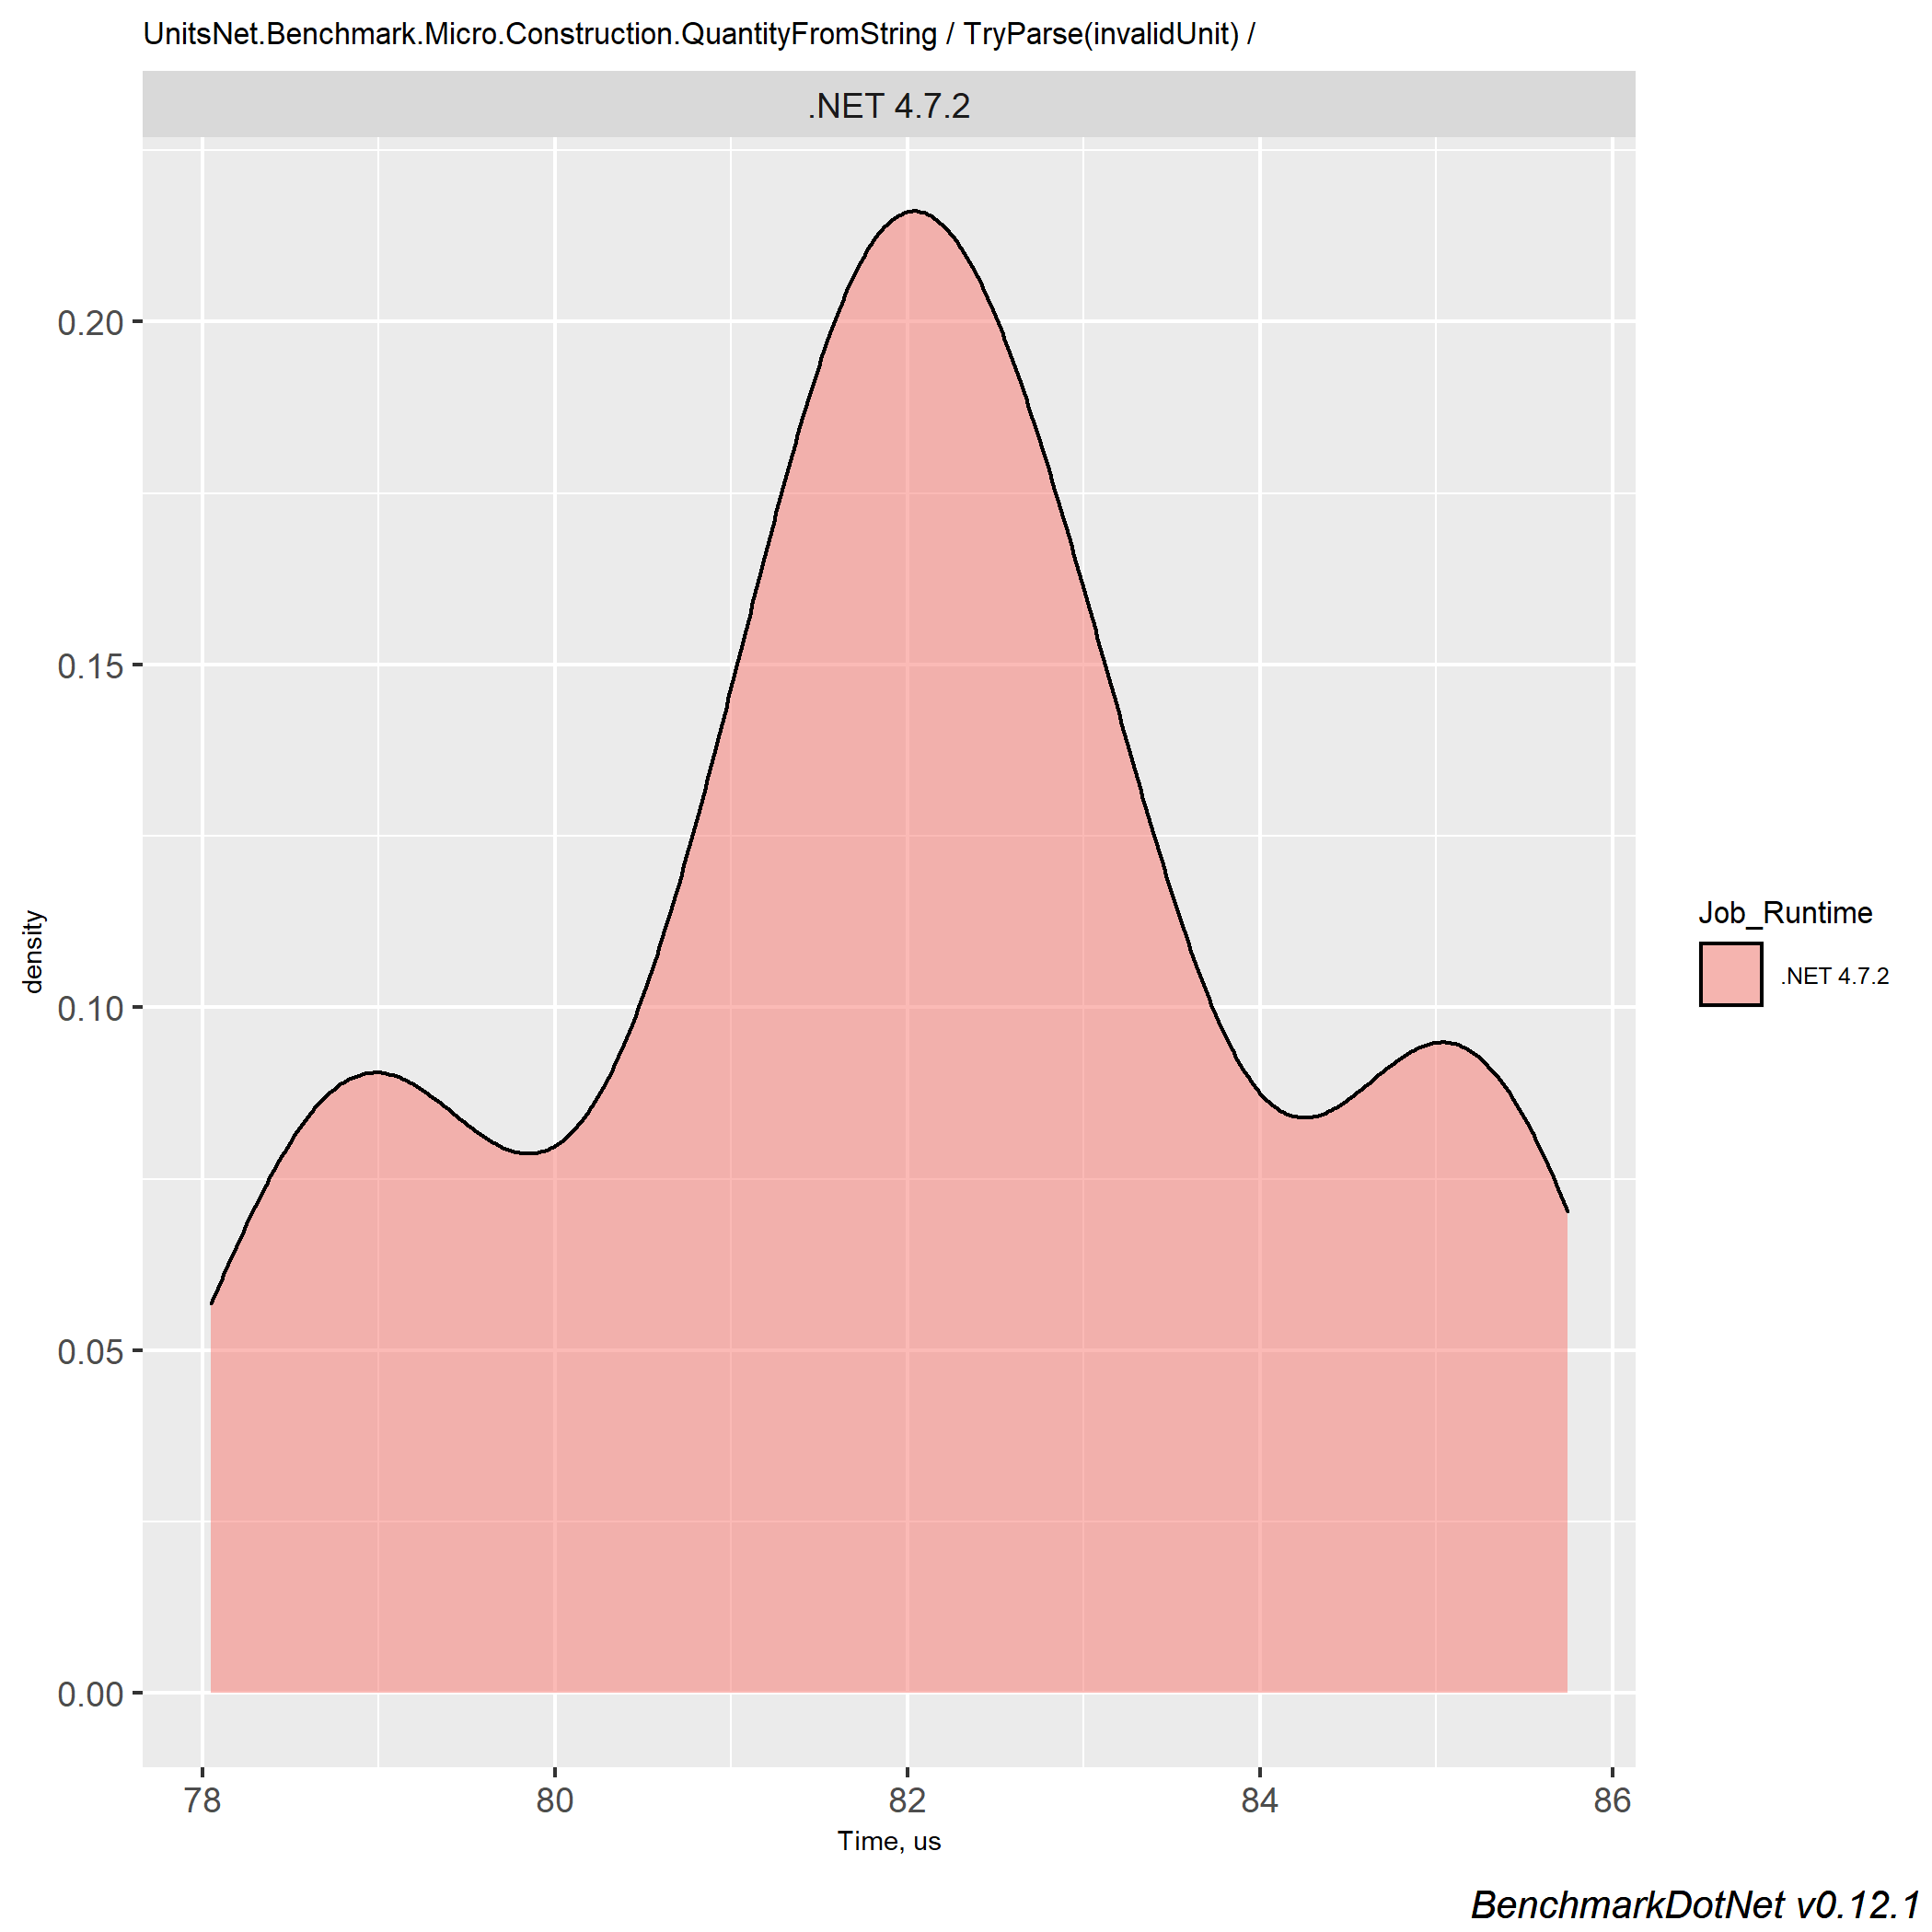 UnitsNet.Benchmark.Micro.Construction.QuantityFromString / TryParse(invalidUnit) /
.NET 4.7.2
0.20
0.15
0.10
0.05
0.00
density
78 80 82 84 86
Time, us
Job_Runtime
.NET 4.7.2
BenchmarkDotNet v0.12.1